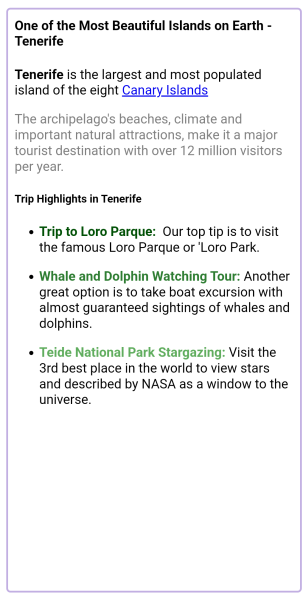 One of the Most Beautiful Islands on Earth -
Tenerife
Tenerife is the largest and most populated
island of the eight Canary Islands
The archipelago's beaches, climate and
important natural attractions, make it a major
tourist destination with over 12 million visitors
per year.
Trip Highlights in Tenerife
• Trip to Loro Parque:  Our top tip is to visit
the famous Loro Parque or 'Loro Park.
• Whale and Dolphin Watching Tour: Another
great option is to take boat excursion with
almost guaranteed sightings of whales and
dolphins.
• Teide National Park Stargazing: Visit the
3rd best place in the world to view stars
and described by NASA as a window to the
universe.